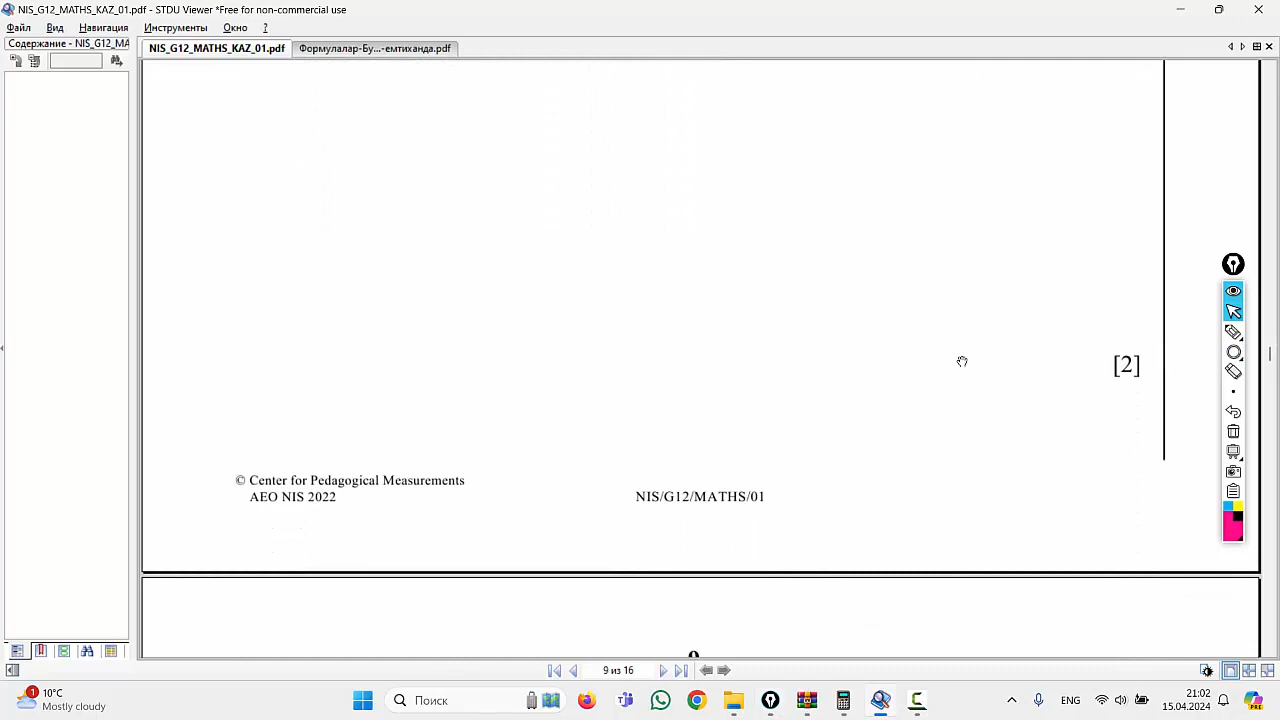 NIS_G12_MATHS_KAZ_01.pdf - STDU Viewer *Free for non-commercial use
Файл Вид Навигация Инструменты Окно ?
Содержание - NIS_G12_MA
NIS_G12_MATHS_KAZ_01.pdf
Формулалар-Бу...-емтиханда.pdf
[2]
© Center for Pedagogical Measurements
AEO NIS 2022
NIS/G12/MATHS/01
9 из 16
1
10°C
Mostly cloudy
Поиск
ENG
21:02
15.04.2024
PRE